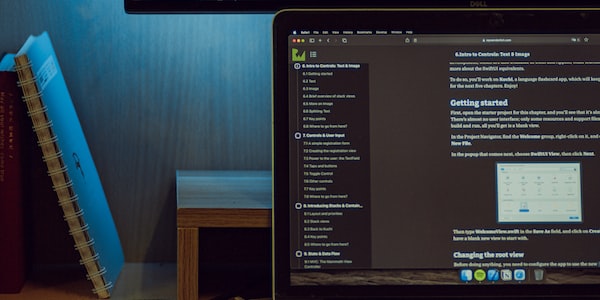 DELL
Safari File Edit View History Bookmarks Develop Window Help
6. Intro to Controls: Text & Image
6.1 Getting started
6.2 Text
6.3 Image
6.4 Brief overview of stack views
6.5 More on Image
6.6 Splitting Text
6.7 Key points
6.8 Where to go from here?
7. Controls & User Input
7.1 A simple registration form
7.2 Creating the registration view
7.3 Power to the user: the TextField
7.4 Taps and buttons
7.5 Toggle Control
7.6 Other controls
7.7 Key points
7.8 Where to go from here?
8. Introducing Stacks & Contain...
8.1 Layout and priorities
8.2 Stack views
8.3 Back to Kuchi
8.4 Key points
8.5 Where to go from here?
9. State & Data Flow
9.1 MVC: The Mammoth View
Controller
6.Intro to Controls: Text & Image
more about the SwiftUI equivalents.
To do so, you'll work on Kuchi, a language flashcard app, which will keep
for the next five chapters. Enjoy!
Getting started
First, open the starter project for this chapter, and you'll see that it's
There's almost no user interface; only some resources and support files
build and run, all you'll get is a blank view.
In the Project Navigator, find the Welcome group, right-click on it, and
New File.
In the popup that comes next, choose SwiftUI View, then click Next.
Then type WelcomeView.swift in the Save As field, and click on
have a blank new view to start with.
Changing the root view
Before doing anything, you need to configure the app to use the new